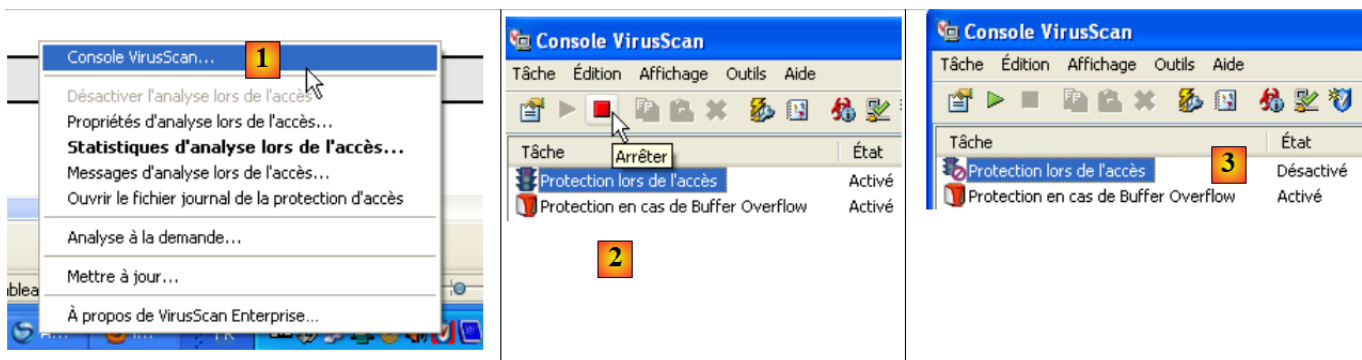 Console VirusScan...
1
Désactiver l'analyse lors de l'accès
Propriétés d'analyse lors de l'accès...
Statistiques d'analyse lors de l'accès...
Messages d'analyse lors de l'accès...
Ouvrir le fichier journal de la protection d'accès
Analyse à la demande...
Mettre à jour...
À propos de VirusScan Enterprise...
Console VirusScan
Tâche Édition Affichage Outils Aide
Arrêter
Tâche État
Protection lors de l'accès Activé
Protection en cas de Buffer Overflow Activé
2
Console VirusScan
Tâche Édition Affichage Outils Aide
Tâche État
3
Protection lors de l'accès Désactivé
Protection en cas de Buffer Overflow Activé